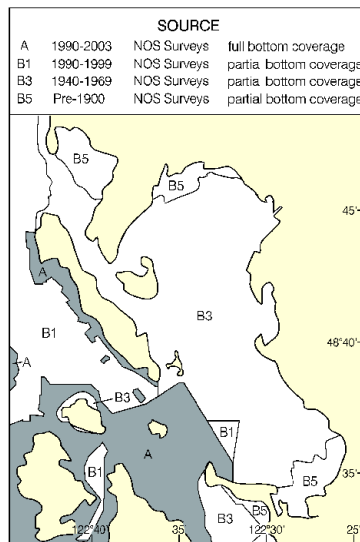 SOURCE
A 1990-2003 NOS Surveys full bottom coverage
B1 1990-1999 NOS Surveys partial bottom coverage
B3 1940-1969 NOS Surveys partial bottom coverage
B5 Pre-1900 NOS Surveys partial bottom coverage
B5
B5
45'
A
B3
B1
48°40'
A
B3
B1
A
B1
35'
B5
B3
B5
122°40'
35'
122°30'
25'